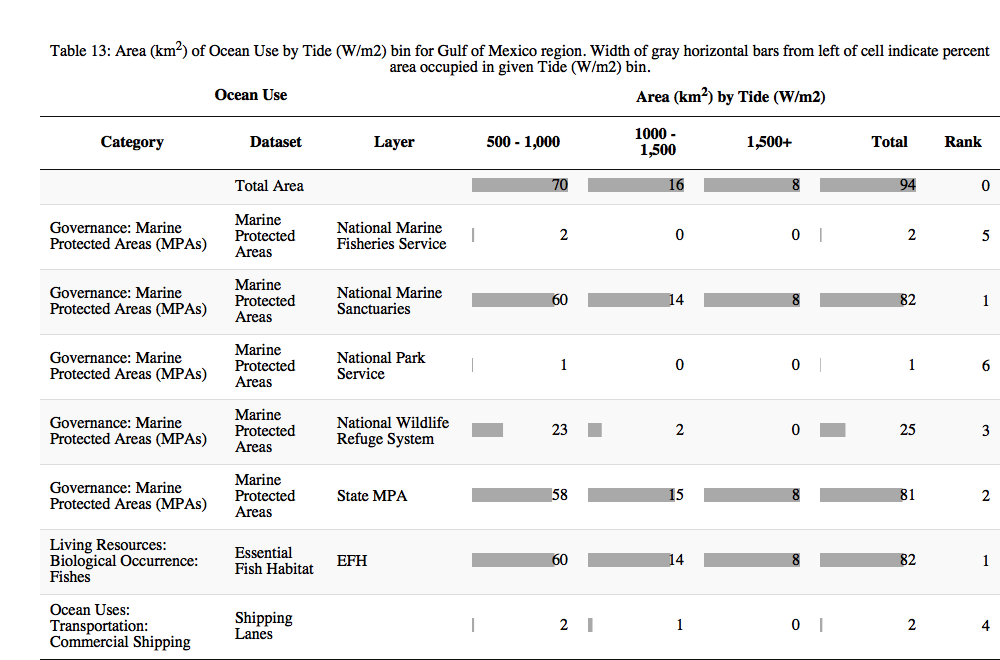 Table 13: Area (km2) of Ocean Use by Tide (W/m2) bin for Gulf of Mexico region. Width of gray horizontal bars from left of cell indicate percent
area occupied in given Tide (W/m2) bin.
Ocean Use Area (km2) by Tide (W/m2)
Category Dataset Layer 500 - 1,000 1000 - 1,500 1,500+ Total Rank
Total Area 70 16 8 94 0
Governance: Marine
Protected Areas (MPAs)
Marine
Protected
Areas
National Marine
Fisheries Service
2 0 0 2 5
Governance: Marine
Protected Areas (MPAs)
Marine
Protected
Areas
National Marine
Sanctuaries
60 14 8 82 1
Governance: Marine
Protected Areas (MPAs)
Marine
Protected
Areas
National Park
Service
1 0 0 1 6
Governance: Marine
Protected Areas (MPAs)
Marine
Protected
Areas
National Wildlife
Refuge System
23 2 0 25 3
Governance: Marine
Protected Areas (MPAs)
Marine
Protected
Areas
State MPA
58 15 8 81 2
Living Resources:
Biological Occurrence:
Fishes
Essential
Fish Habitat
EFH
60 14 8 82 1
Ocean Uses:
Transportation:
Commercial Shipping
Shipping
Lanes
2 1 0 2 4